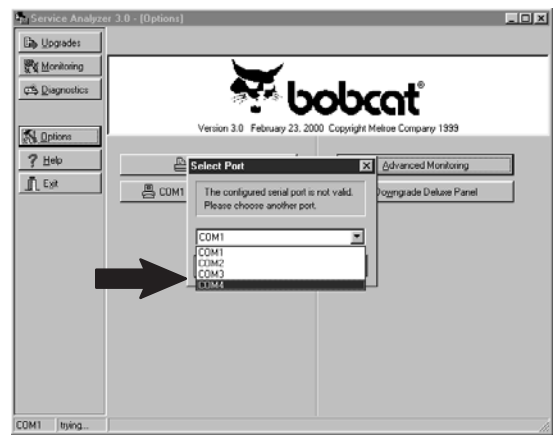 Service Analyzer 3.0 - [Options]
Upgrades
Monitoring
Diagnostics
Options
Help
Exit
bobcat®
Version 3.0 February 23, 2000 Copyright Melroe Company 1999
Advanced Monitoring
COM1
Downgrade Deluxe Panel
Select Port
The configured serial port is not valid.
Please choose another port.
COM1
COM1
COM2
COM3
COM4
COM1 trying...